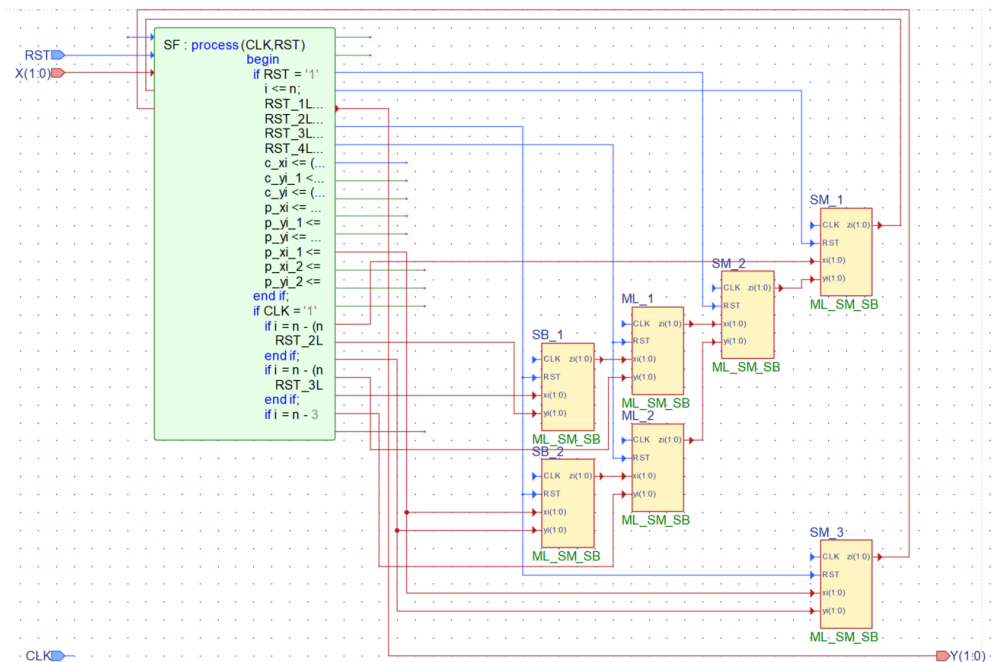 RST
X(1:0)
SF : process(CLK,RST)
begin
if RST = '1'
i <= n;
RST_1L...
RST_2L...
RST_3L...
RST_4L...
c_xi <= (...
c_yi_1 <...
c_yi <= (...
p_xi <= ...
p_yi_1 <=
p_yi <= ...
p_xi_1 <=
p_xi_2 <=
p_yi_2 <=
end if;
if CLK = '1'
if i = n - (n
RST_2L
end if;
if i = n - (n
RST_3L
end if;
if i = n - 3
SM_1
CLK zi(1:0)
RST
xi(1:0)
yi(1:0)
ML_SM_SB
SM_2
CLK zi(1:0)
RST
xi(1:0)
yi(1:0)
ML_SM_SB
ML_1
CLK zi(1:0)
RST
xi(1:0)
yi(1:0)
ML_SM_SB
SB_1
CLK zi(1:0)
RST
xi(1:0)
yi(1:0)
ML_SM_SB
ML_2
CLK zi(1:0)
RST
xi(1:0)
yi(1:0)
ML_SM_SB
SB_2
CLK zi(1:0)
RST
xi(1:0)
yi(1:0)
ML_SM_SB
SM_3
CLK zi(1:0)
RST
xi(1:0)
yi(1:0)
ML_SM_SB
CLK
Y(1:0)